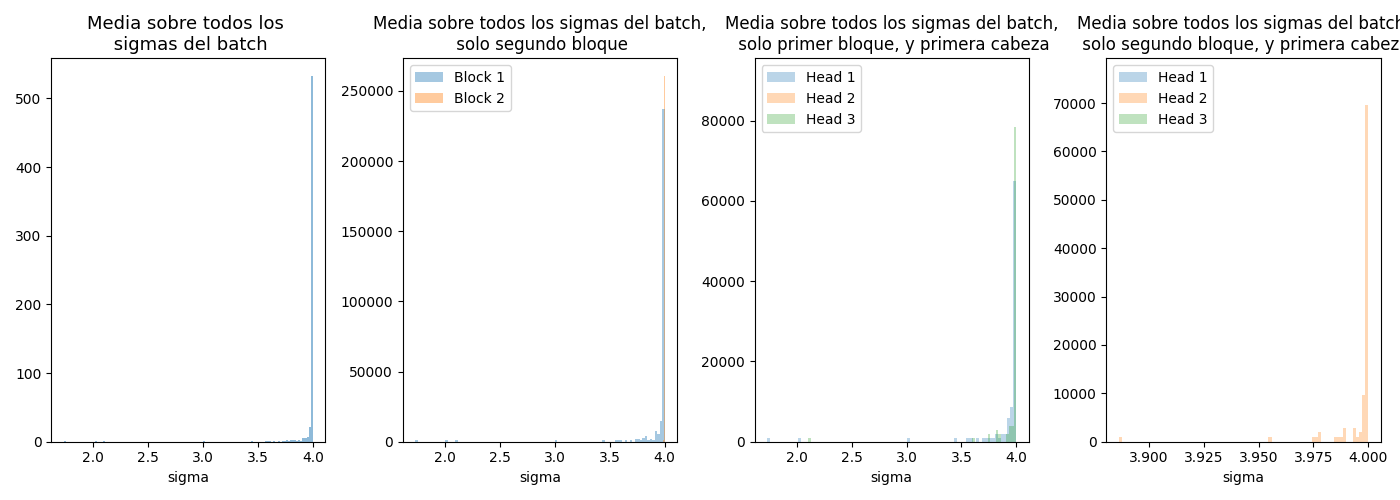 Media sobre todos los
sigmas del batch
500
400
300
200
100
0
2.0 2.5 3.0 3.5 4.0
sigma
Media sobre todos los sigmas del batch,
solo segundo bloque
Block 1
Block 2
250000
200000
150000
100000
50000
0
2.0 2.5 3.0 3.5 4.0
sigma
Media sobre todos los sigmas del batch,
solo primer bloque, y primera cabeza
Head 1
Head 2
Head 3
80000
60000
40000
20000
0
2.0 2.5 3.0 3.5 4.0
sigma
Media sobre todos los sigmas del batch
solo segundo bloque, y primera cabez
Head 1
Head 2
Head 3
70000
60000
50000
40000
30000
20000
10000
0
3.900 3.925 3.950 3.975 4.000
sigma